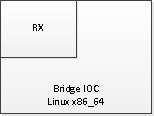 RX
Bridge IOC
Linux x86_64